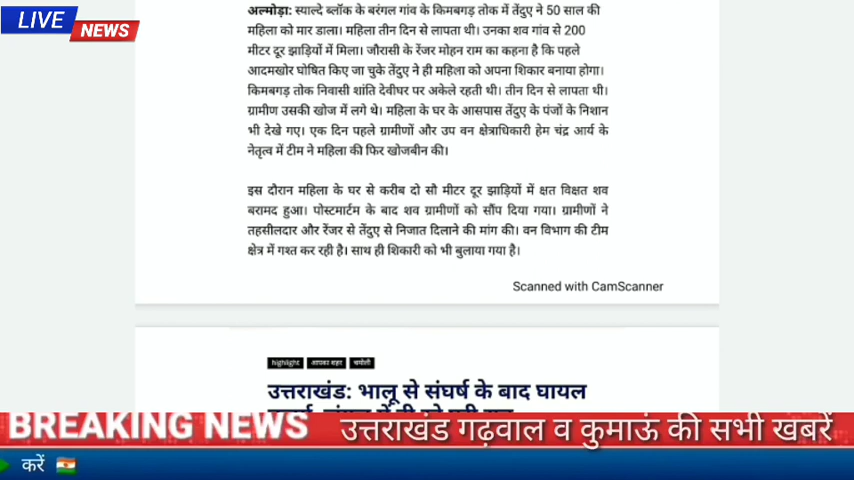 LIVE
NEWS
अल्मोड़ा: स्याल्दे ब्लॉक के बरंगल गांव के किमबगड़ तोक में तेंदुए ने 50 साल की
महिला को मार डाला। महिला तीन दिन से लापता थी। उनका शव गांव से 200
मीटर दूर झाड़ियों में मिला। जौरासी के रेंजर मोहन राम का कहना है कि पहले
आदमखोर घोषित किए जा चुके तेंदुए ने ही महिला को अपना शिकार बनाया होगा।
किमबगड़ तोक निवासी शांति देवीघर पर अकेले रहती थी। तीन दिन से लापता थी।
ग्रामीण उसकी खोज में लगे थे। महिला के घर के आसपास तेंदुए के पंजों के निशान
भी देखे गए। एक दिन पहले ग्रामीणों और उप वन क्षेत्राधिकारी हेम चंद्र आर्य के
नेतृत्व में टीम ने महिला की फिर खोजबीन की।
इस दौरान महिला के घर से करीब दो सौ मीटर दूर झाड़ियों में क्षत विक्षत शव
बरामद हुआ। पोस्टमार्टम के बाद शव ग्रामीणों को सौंप दिया गया। ग्रामीणों ने
तहसीलदार और रेंजर से तेंदुए से निजात दिलाने की मांग की। वन विभाग की टीम
क्षेत्र में गश्त कर रही है। साथ ही शिकारी को भी बुलाया गया है।
Scanned with CamScanner
highlight आपका शहर चमोली
उत्तराखंड: भालू से संघर्ष के बाद घायल
BREAKING NEWS उत्तराखंड गढ़वाल व कुमाऊं की सभी खबरें
करें